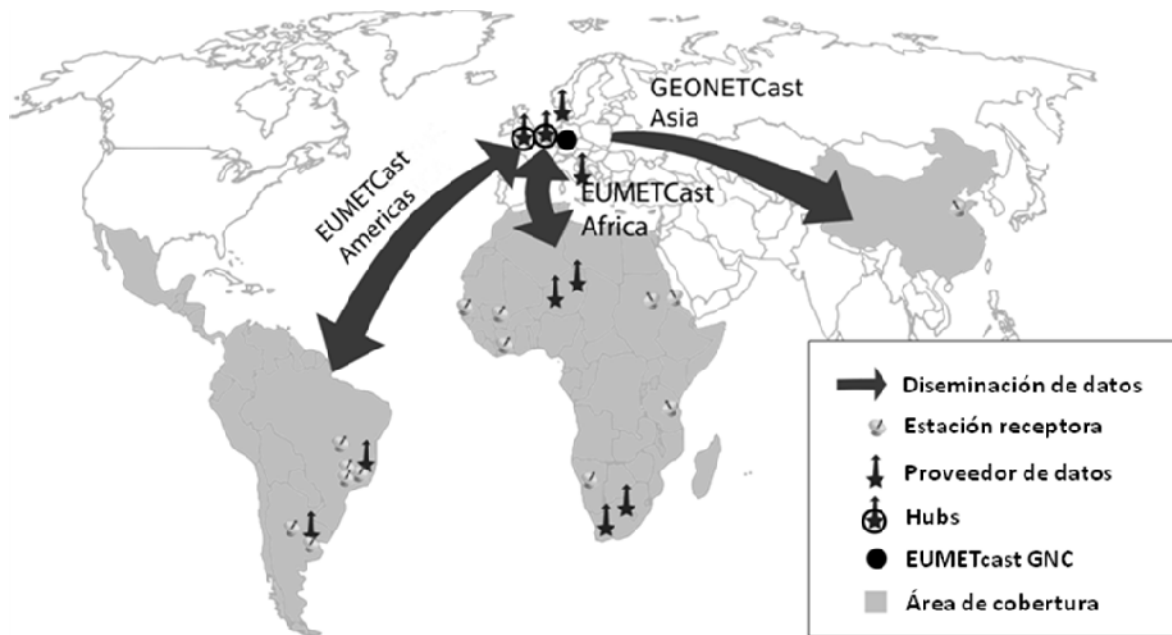 GEONETCast
Asia
EUMETCast
Americas
EUMETCast
Africa
Diseminación de datos
Estación receptora
Proveedor de datos
Hubs
EUMETcast GNC
Área de cobertura